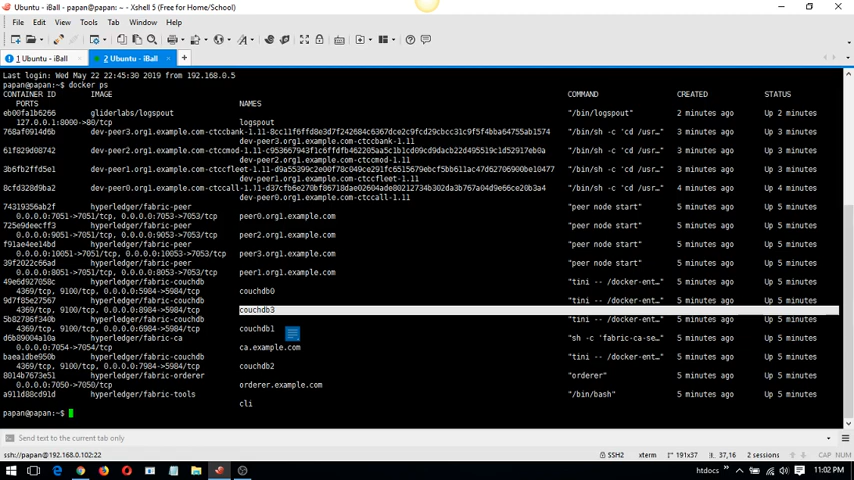 Ubuntu - iBall - papan@papan: ~ - Xshell 5 (Free for Home/School)
File Edit View Tools Tab Window Help
1 Ubuntu - iBall × 2 Ubuntu - iBall × +
Last login: Wed May 22 22:45:30 2019 from 192.168.0.5
papan@papan:~$ docker ps
CONTAINER ID IMAGE COMMAND CREATED STATUS
PORTS NAMES
eb00fa1b6266 gliderlabs/logspout "/bin/logspout" 2 minutes ago Up 2 minutes
127.0.0.1:8000->80/tcp logspout
768af0914d6b dev-peer3.org1.example.com-ctccbank-1.11-8cc11f6ffd8e3d7f242684c6367dce2c9fcd29cbcc31c9f5f4bba64755ab1574 "/bin/sh -c 'cd /usr…" 3 minutes ago Up 3 minutes
dev-peer3.org1.example.com-ctccbank-1.11
61f829d08742 dev-peer2.org1.example.com-ctccmod-1.11-c953667943f1c6ffdfb462205aa5c1b1cd09cd9dacb22d495519c1d52917eb0a "/bin/sh -c 'cd /usr…" 3 minutes ago Up 3 minutes
dev-peer2.org1.example.com-ctccmod-1.11
3b6fb2ffd5e1 dev-peer1.org1.example.com-ctccfleet-1.11-d9a55399c2e00f78c049ce291fc6515679ebcf5bb611ac47d62706900aef80b7 "/bin/sh -c 'cd /usr…" 3 minutes ago Up 3 minutes
dev-peer1.org1.example.com-ctccfleet-1.11
8cfd328d9ba2 dev-peer0.org1.example.com-ctccall-1.11-d37cfb6e270bf86718dae02604ade80212734b302da3b767a04d9e66ce20b3a4 "/bin/sh -c 'cd /usr…" 4 minutes ago Up 4 minutes
dev-peer0.org1.example.com-ctccall-1.11
74319356ab2f hyperledger/fabric-peer "peer node start" 5 minutes ago Up 5 minutes
0.0.0.0:7051->7051/tcp, 0.0.0.0:7053->7053/tcp peer0.org1.example.com
725e9deecff3 hyperledger/fabric-peer "peer node start" 5 minutes ago Up 5 minutes
0.0.0.0:9051->7051/tcp, 0.0.0.0:9053->7053/tcp peer2.org1.example.com
f91ae4ee14bd hyperledger/fabric-peer "peer node start" 5 minutes ago Up 5 minutes
0.0.0.0:10051->7051/tcp, 0.0.0.0:10053->7053/tcp peer3.org1.example.com
394af2c69b1b hyperledger/fabric-peer "peer node start" 5 minutes ago Up 5 minutes
0.0.0.0:8051->7051/tcp, 0.0.0.0:8053->7053/tcp peer1.org1.example.com
49e6d927058c hyperledger/fabric-couchdb "tini -- /docker-ent…" 5 minutes ago Up 5 minutes
4369/tcp, 9100/tcp, 0.0.0.0:5984->5984/tcp couchdb0
9d7f85e27567 hyperledger/fabric-couchdb "tini -- /docker-ent…" 5 minutes ago Up 5 minutes
4369/tcp, 9100/tcp, 0.0.0.0:8984->5984/tcp couchdb3
5b82786f340b hyperledger/fabric-couchdb "tini -- /docker-ent…" 5 minutes ago Up 5 minutes
4369/tcp, 9100/tcp, 0.0.0.0:6984->5984/tcp couchdb1
d6b89004a10a hyperledger/fabric-ca "sh -c 'fabric-ca-se…" 5 minutes ago Up 5 minutes
0.0.0.0:7054->7054/tcp ca.example.com
baea1dbe950b hyperledger/fabric-couchdb "tini -- /docker-ent…" 5 minutes ago Up 5 minutes
4369/tcp, 9100/tcp, 0.0.0.0:7984->5984/tcp couchdb2
8014b7673e51 hyperledger/fabric-orderer "orderer" 5 minutes ago Up 5 minutes
0.0.0.0:7050->7050/tcp orderer.example.com
a911d88cd91d hyperledger/fabric-tools "/bin/bash" 5 minutes ago Up 5 minutes
cli
papan@papan:~$
Send text to the current tab only
ssh://papan@192.168.0.102:22 SSH2 xterm 191x37 37,16 2 sessions CAP NUM
htdocs 11:02 PM